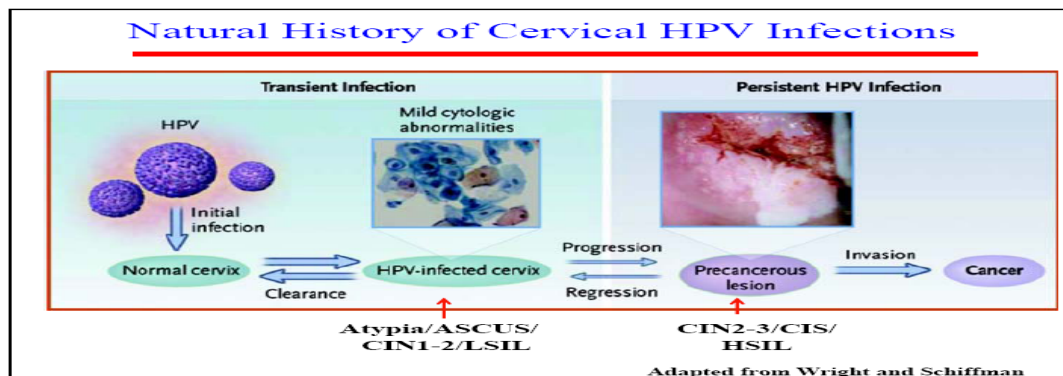 Natural History of Cervical HPV Infections
Transient Infection
Persistent HPV Infection
HPV
Mild cytologic
abnormalities
Initial
infection
Normal cervix
Clearance
HPV-infected cervix
Progression
Regression
Precancerous
lesion
Invasion
Cancer
Atypia/ASCUS/
CIN1-2/LSIL
CIN2-3/CIS/
HSIL
Adapted from Wright and Schiffman